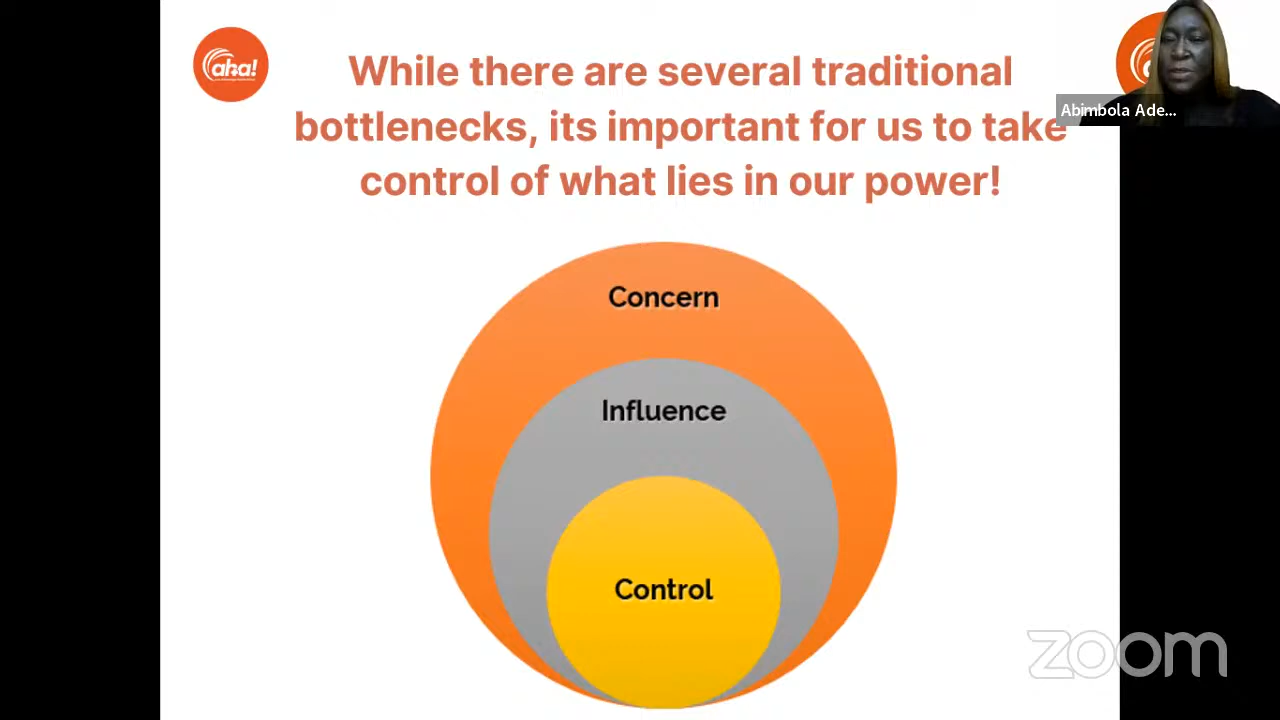 aha!
While there are several traditional
bottlenecks, its important for us to take
control of what lies in our power!
Abimbola Ade...
Concern
Influence
Control
zoom